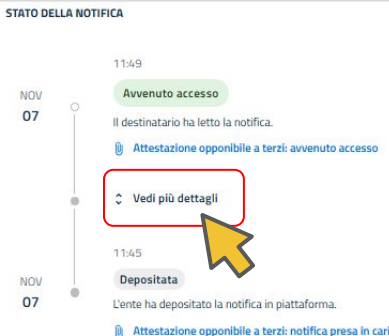 STATO DELLA NOTIFICA
11:49
NOV
07
Avvenuto accesso
Il destinatario ha letto la notifica.
Attestazione opponibile a terzi: avvenuto accesso
Vedi più dettagli
11:45
NOV
07
Depositata
L'ente ha depositato la notifica in piattaforma.
Attestazione opponibile a terzi: notifica presa in